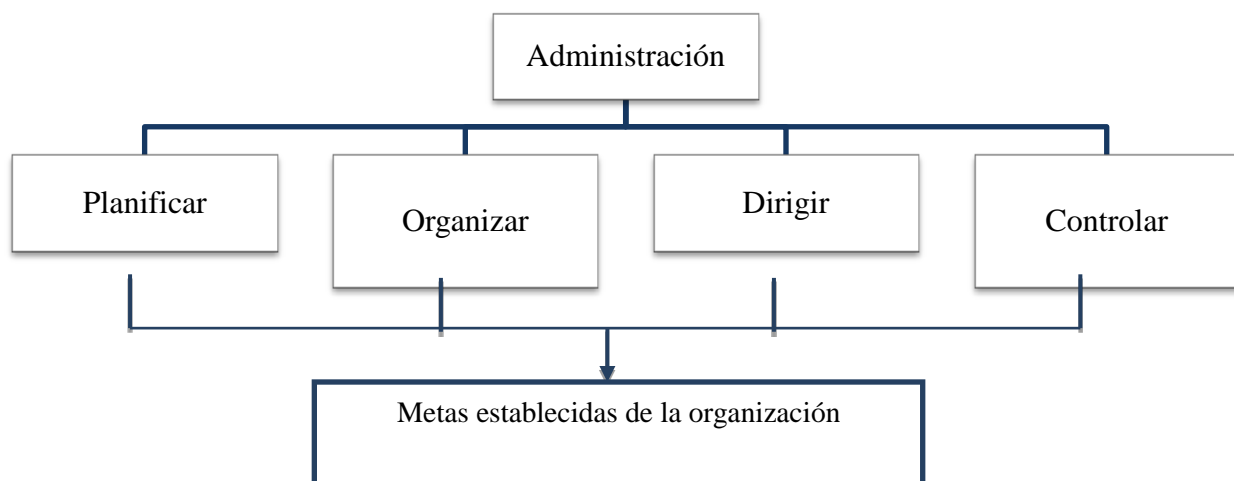 Administración
Planificar
Organizar
Dirigir
Controlar
Metas establecidas de la organización